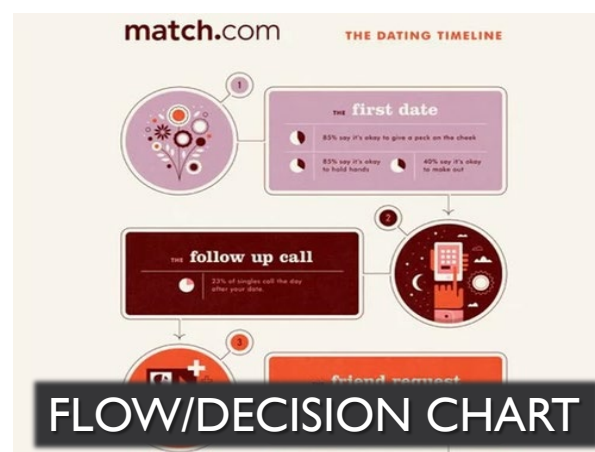 match.com
THE DATING TIMELINE
1
THE first date
85% say it's okay to give a peck on the cheek
85% say it's okay
to hold hands
40% say it's okay
to make out
2
THE follow up call
23% of singles call the day
after your date.
3
friend request
FLOW/DECISION CHART